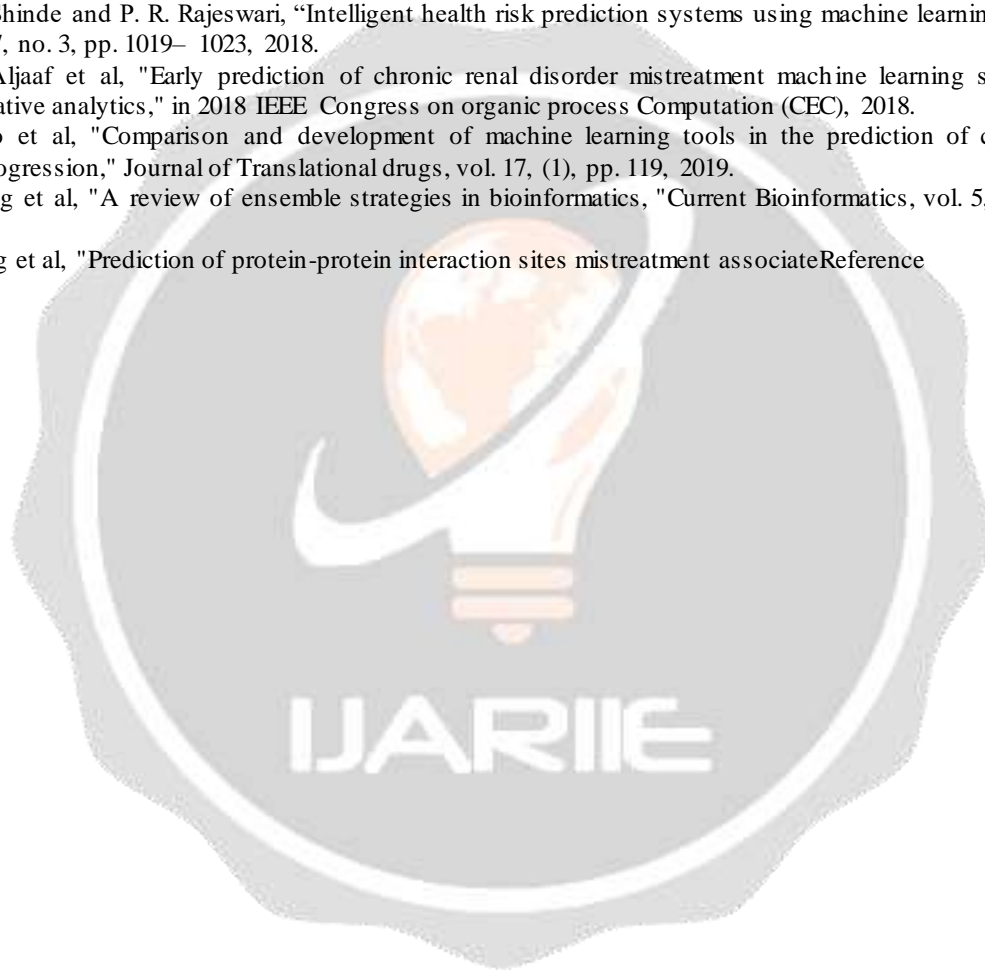 hinde and P. R. Rajeswari, “Intelligent health risk prediction systems using machine learnin
, no. 3, pp. 1019– 1023, 2018.
Aljaaf et al, "Early prediction of chronic renal disorder mistreatment machine learning s
ative analytics," in 2018 IEEE Congress on organic process Computation (CEC), 2018.
et al, "Comparison and development of machine learning tools in the prediction of c
ogression," Journal of Translational drugs, vol. 17, (1), pp. 119, 2019.
g et al, "A review of ensemble strategies in bioinformatics, "Current Bioinformatics, vol. 5,
g et al, "Prediction of protein-protein interaction sites mistreatment associateReference
IJARIIE